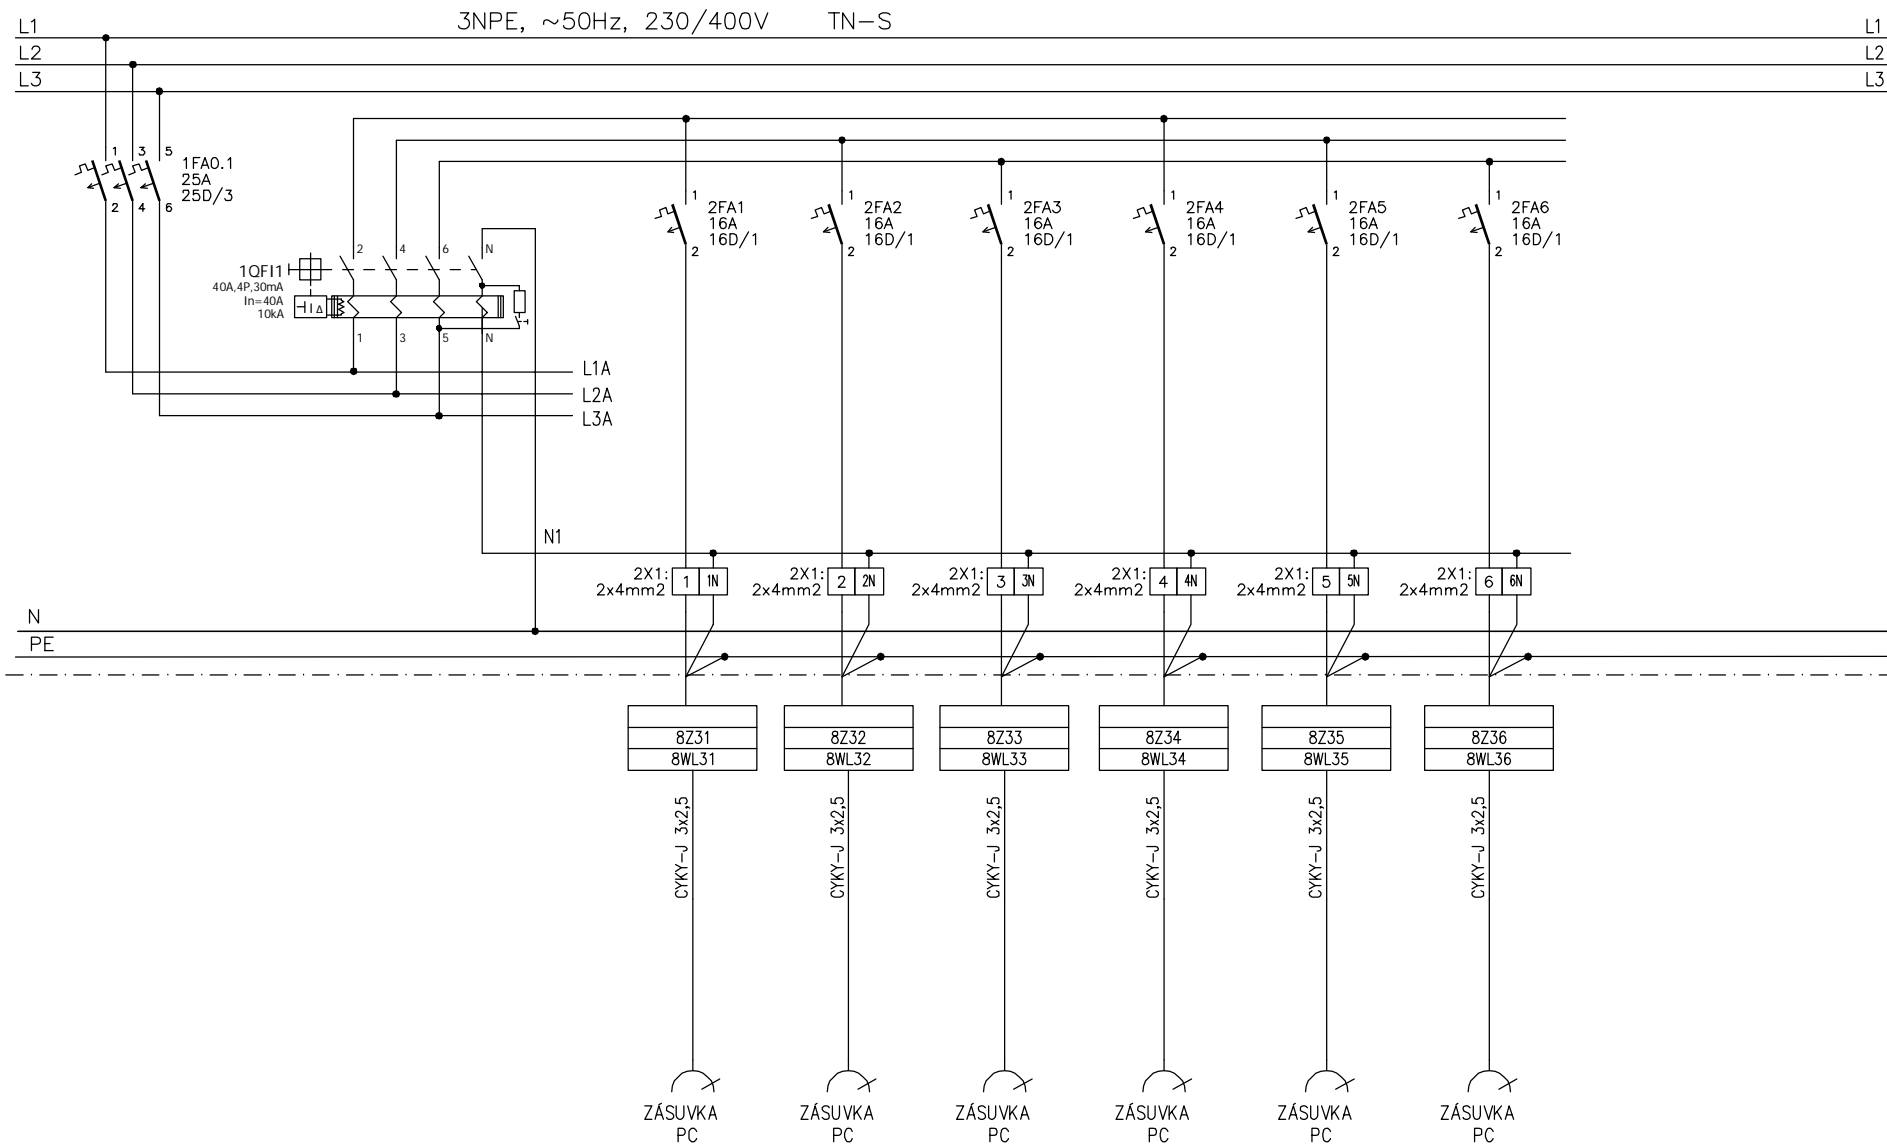 3NPE, ~50Hz, 230/400V TN-S
L1 L1
L2 L2
L3 L3
1 3 5
1FA0.1
25A
25D/3
2 4 6
1 1 1 1 1 1
2FA1
16A
16D/1
2
2FA2
16A
16D/1
2
2FA3
16A
16D/1
2
2FA4
16A
16D/1
2
2FA5
16A
16D/1
2
2FA6
16A
16D/1
2
2 4 6 N
1QFI1
40A,4P,30mA
In=40A
10kA
Δ
1 3 5 N
L1A
L2A
L3A
N1
2X1:
2x4mm2
1 1N
2X1:
2x4mm2
2 2N
2X1:
2x4mm2
3 3N
2X1:
2x4mm2
4 4N
2X1:
2x4mm2
5 5N
2X1:
2x4mm2
6 6N
N
PE
8Z31 8Z32 8Z33 8Z34 8Z35 8Z36
8WL31 8WL32 8WL33 8WL34 8WL35 8WL36
CYKY-J 3x2,5
CYKY-J 3x2,5
CYKY-J 3x2,5
CYKY-J 3x2,5
CYKY-J 3x2,5
CYKY-J 3x2,5
ZÁSUVKA
PC
ZÁSUVKA
PC
ZÁSUVKA
PC
ZÁSUVKA
PC
ZÁSUVKA
PC
ZÁSUVKA
PC